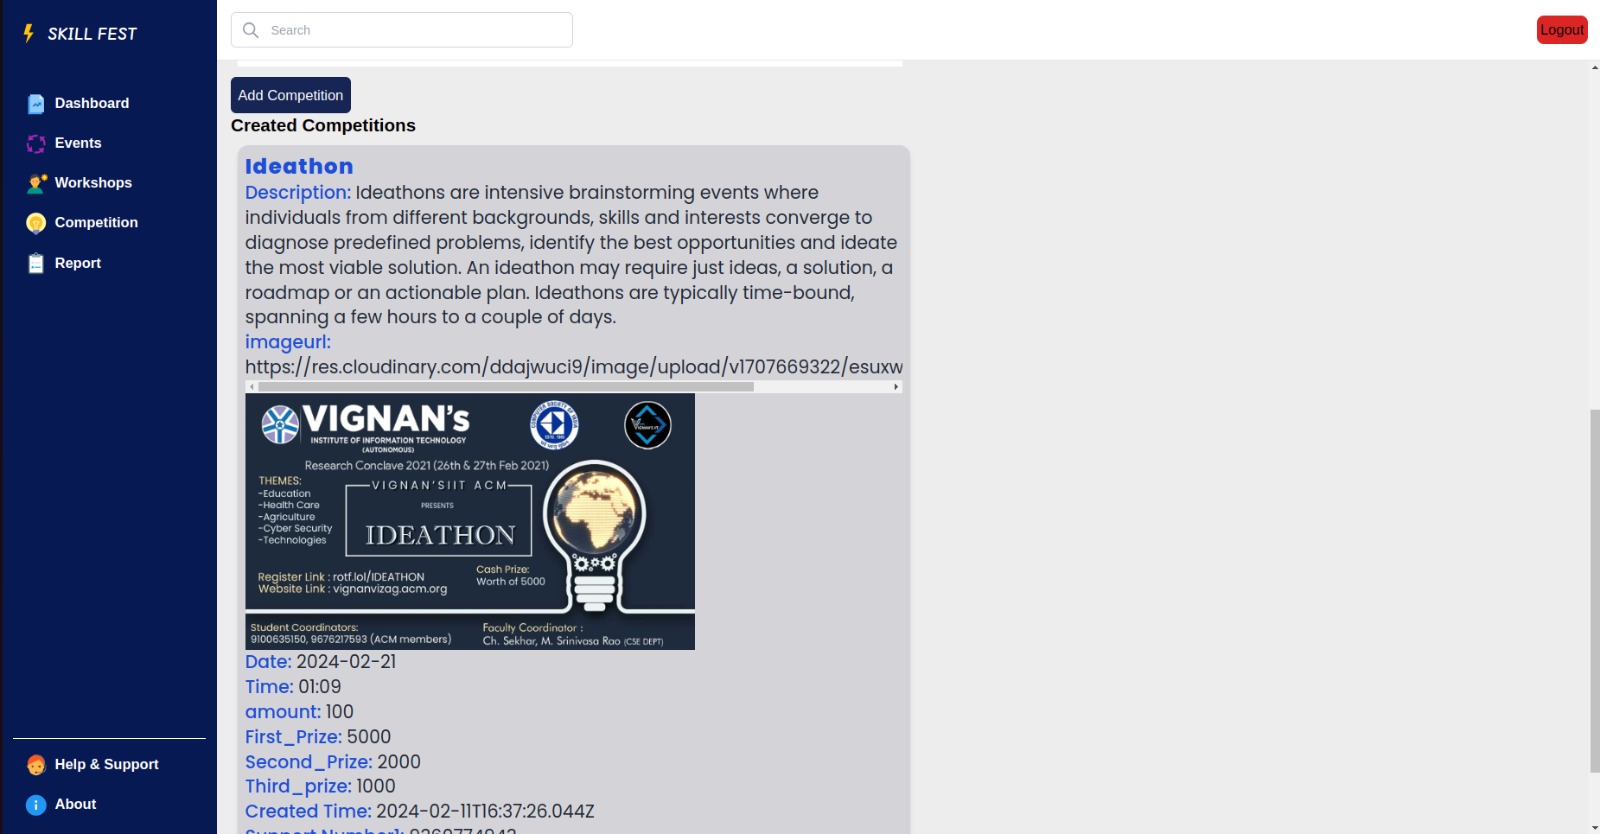 SKILL FEST
Search
Logout
Dashboard
Events
Workshops
Competition
Report
Help & Support
About
Add Competition
Created Competitions
Ideathon
Description: Ideathons are intensive brainstorming events where
individuals from different backgrounds, skills and interests converge to
diagnose predefined problems, identify the best opportunities and ideate
the most viable solution. An ideathon may require just ideas, a solution, a
roadmap or an actionable plan. Ideathons are typically time-bound,
spanning a few hours to a couple of days.
imageurl:
https://res.cloudinary.com/ddajwuci9/image/upload/v1707669322/esuxw
VIGNAN's
INSTITUTE OF INFORMATION TECHNOLOGY
(AUTONOMOUS)
Research Conclave 2021 (26th & 27th Feb 2021)
THEMES:
-Education
-Health Care
-Agriculture
-Cyber Security
-Technologies
VIGNAN'SIIT ACM
PRESENTS
IDEATHON
Register Link : rotf.lol/IDEATHON
Website Link : vignanvizag.acm.org
Cash Prize:
Worth of 5000
Student Coordinators:
9100635150, 9676217593 (ACM members)
Faculty Coordinator :
Ch. Sekhar, M. Srinivasa Rao (CSE DEPT)
Date: 2024-02-21
Time: 01:09
amount: 100
First_Prize: 5000
Second_Prize: 2000
Third_prize: 1000
Created Time: 2024-02-11T16:37:26.044Z